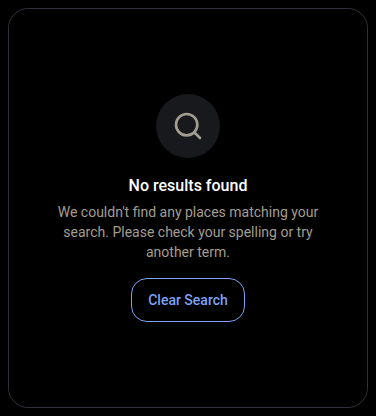 No results found
We couldn't find any places matching your
search. Please check your spelling or try
another term.
Clear Search